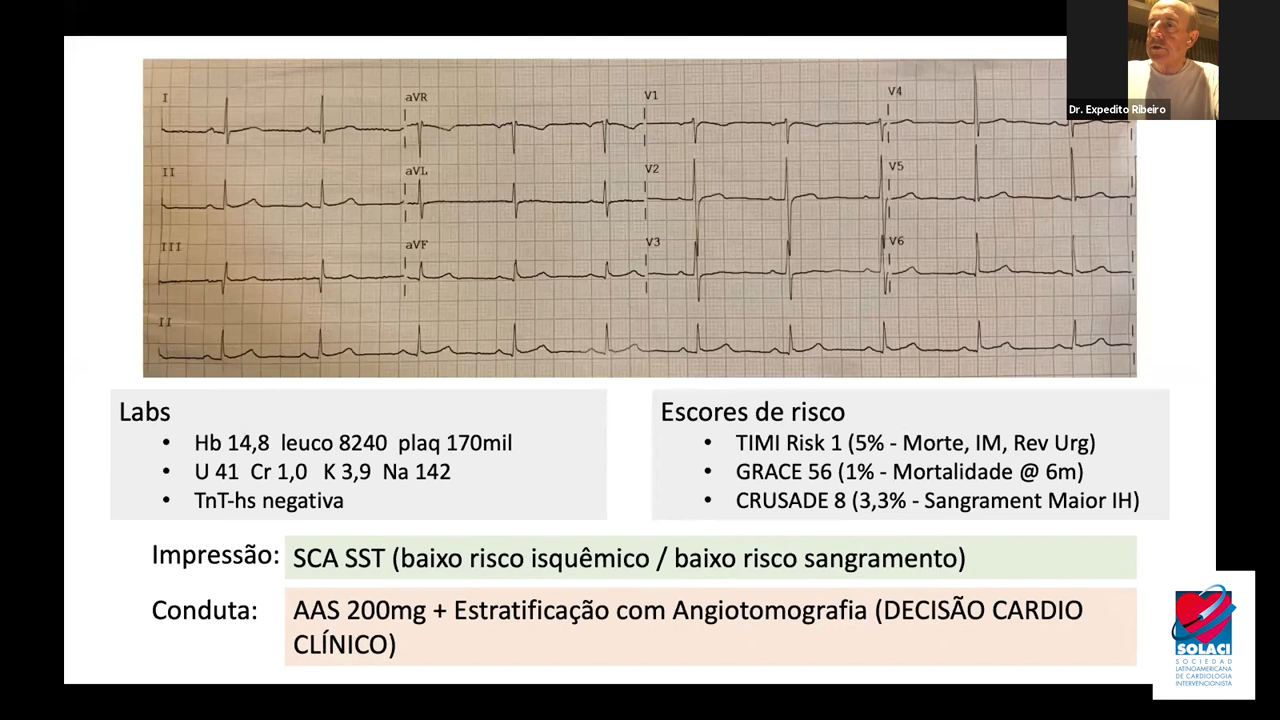 Dr. Expedito Ribeiro
I aVR V1 V4
II aVL V2 V5
III aVF V3 V6
II
Labs
• Hb 14,8 leuco 8240 plaq 170mil
• U 41 Cr 1,0 K 3,9 Na 142
• TnT-hs negativa
Escores de risco
• TIMI Risk 1 (5% - Morte, IM, Rev Urg)
• GRACE 56 (1% - Mortalidade @ 6m)
• CRUSADE 8 (3,3% - Sangrament Maior IH)
Impressão: SCA SST (baixo risco isquêmico / baixo risco sangramento)
Conduta: AAS 200mg + Estratificação com Angiotomografia (DECISÃO CARDIO
CLÍNICO)
SOLACI
SOCIEDAD
LATINOAMERICANA
DE CARDIOLOGIA
INTERVENCIONISTA